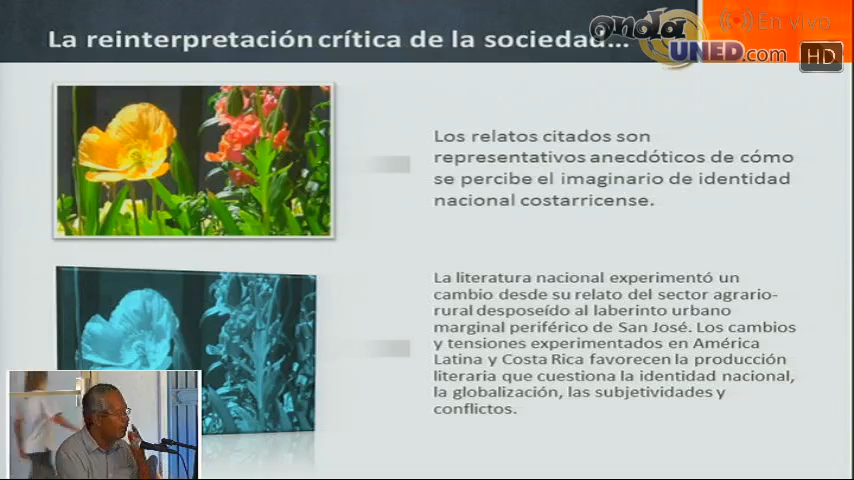 La reinterpretación crítica de la sociedad...
onda
UNED.com
En vivo
HD
Los relatos citados son
representativos anecdóticos de cómo
se percibe el imaginario de identidad
nacional costarricense.
La literatura nacional experimentó un
cambio desde su relato del sector agrario-
rural desposeído al laberinto urbano
marginal periférico de San José. Los cambios
y tensiones experimentados en América
Latina y Costa Rica favorecen la producción
literaria que cuestiona la identidad nacional,
la globalización, las subjetividades y
conflictos.